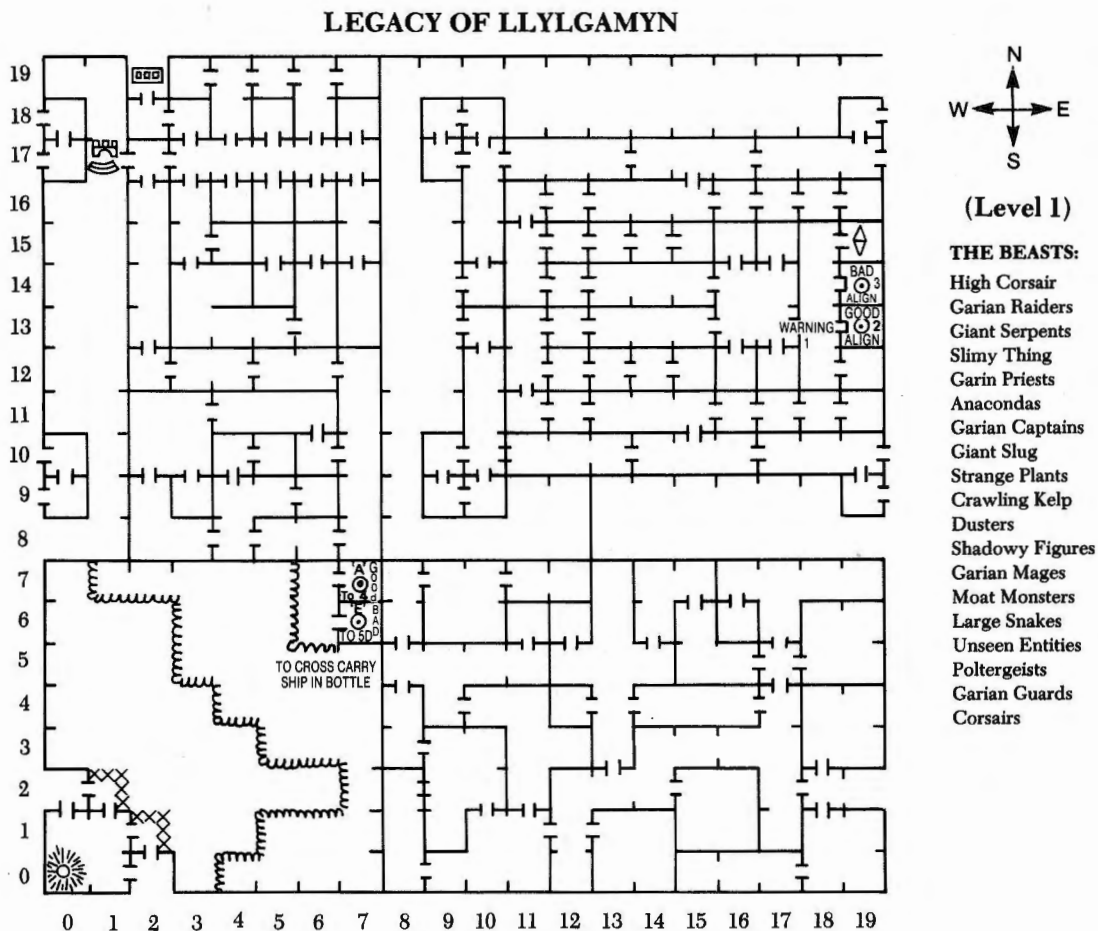 LEGACY OF LLYLGAMYN
N
W E
S
(Level 1)
THE BEASTS:
High Corsair
Garian Raiders
Giant Serpents
Slimy Thing
Garin Priests
Anacondas
Garian Captains
Giant Slug
Strange Plants
Crawling Kelp
Dusters
Shadowy Figures
Garian Mages
Moat Monsters
Large Snakes
Unseen Entities
Poltergeists
Garian Guards
Corsairs
19
18
17
16
15
14
13
12
11
10
9
8
7
6
5
4
3
2
1
0
BAD
3
ALIGN
GOOD
2
ALIGN
WARNING
1
'A'
GOOD
To 4
'E'
BAD
TO 5D
TO CROSS CARRY
SHIP IN BOTTLE
0 1 2 3 4 5 6 7 8 9 10 11 12 13 14 15 16 17 18 19